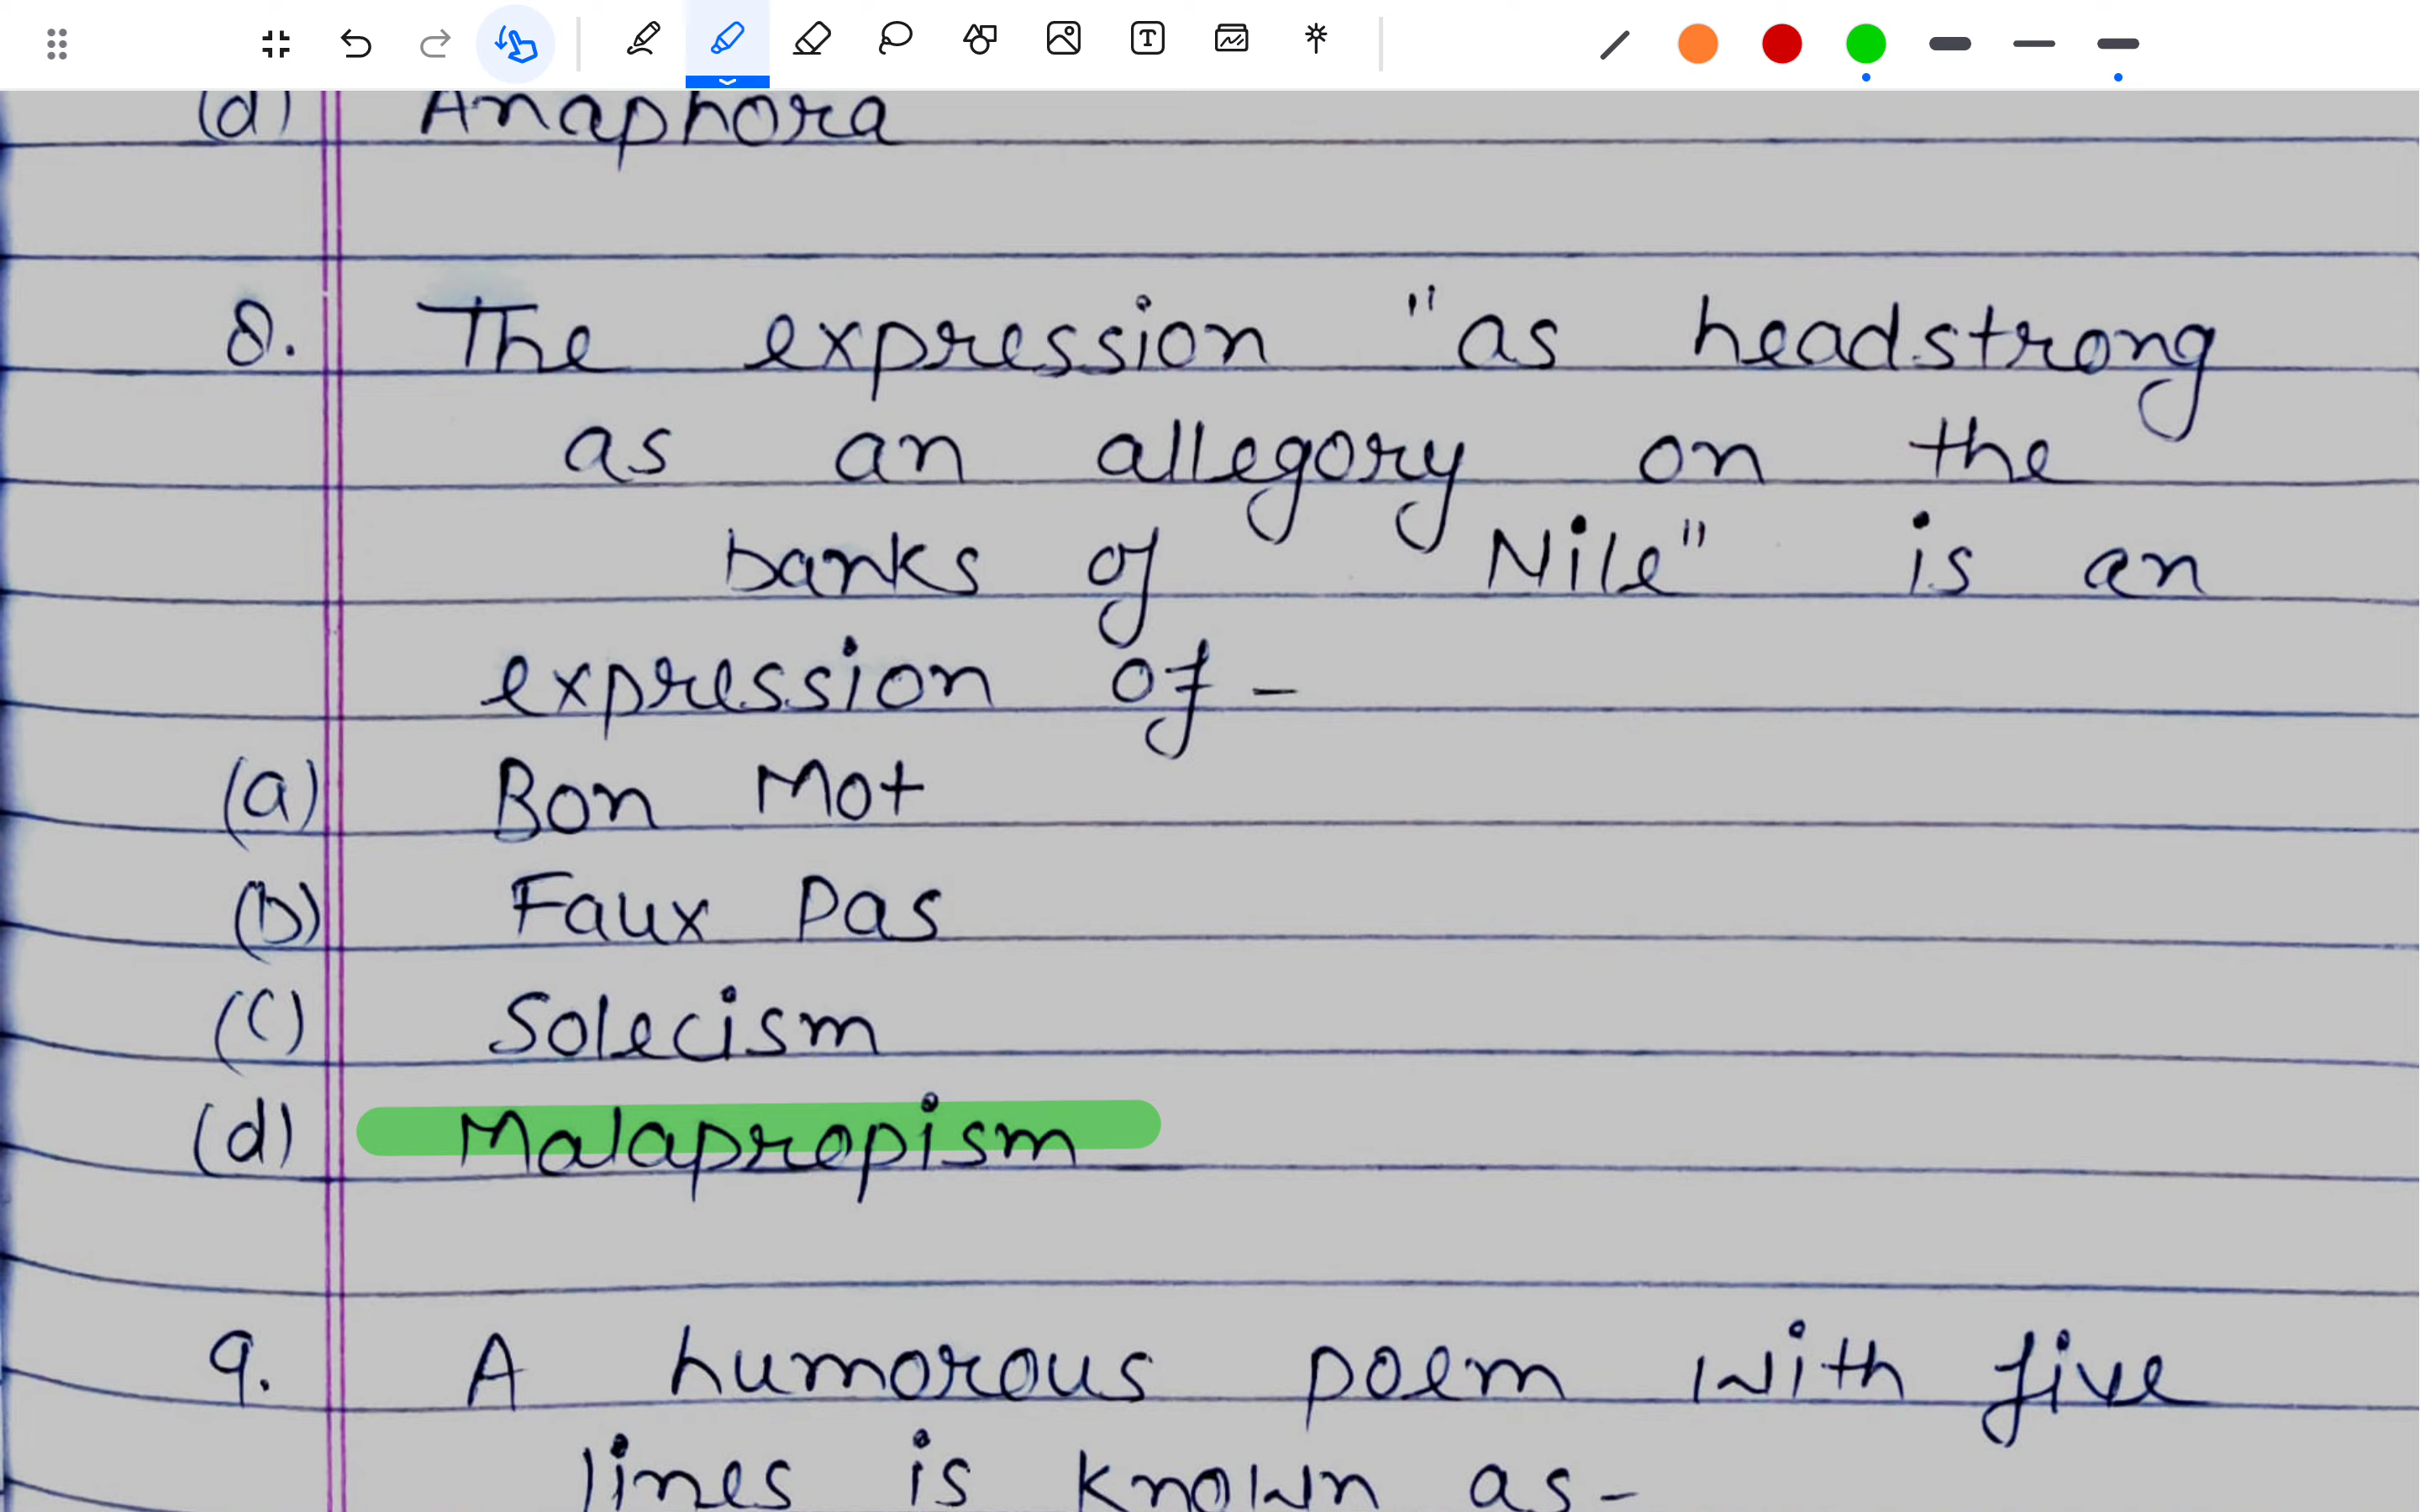 (d) Anaphora
8. The expression "as headstrong
as an allegory on the
banks of Nile" is an
expression of -
(a) Bon Mot
(b) Faux Pas
(c) Solecism
(d) Malapropism
9. A humorous poem with five
lines is known as-